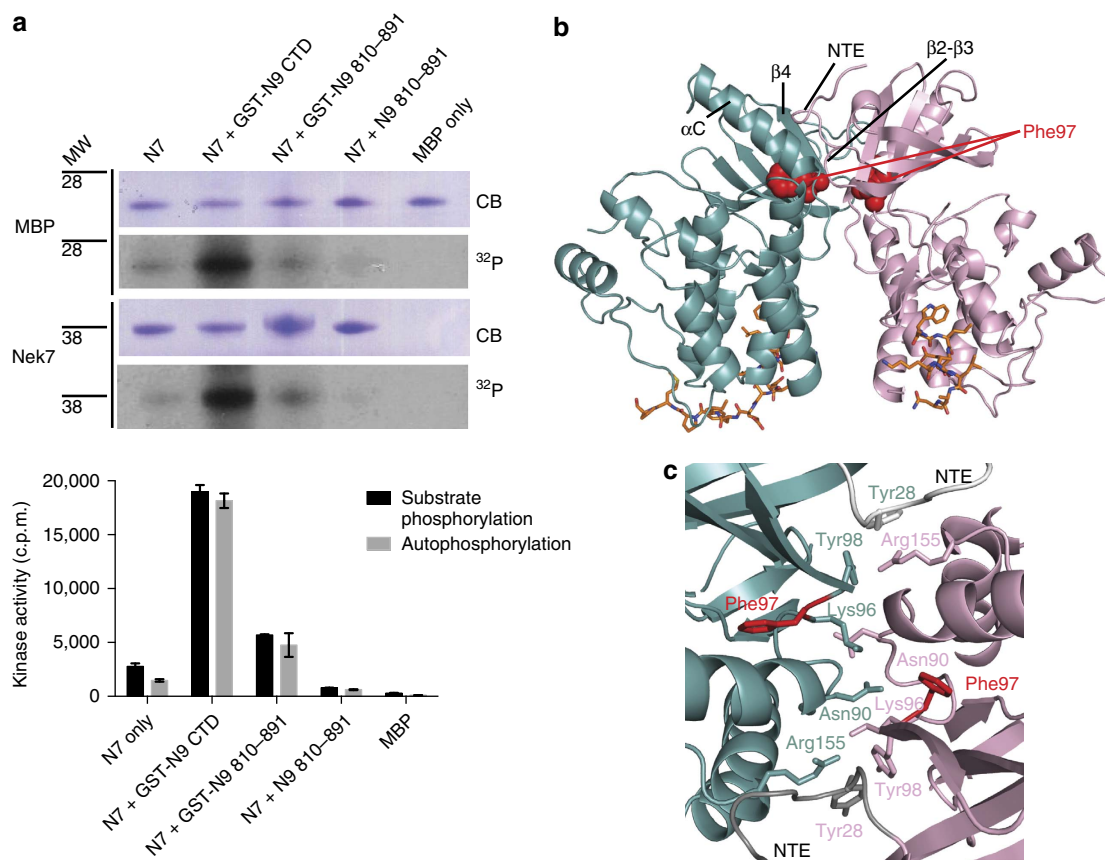 a
MW
N7
N7 + GST-N9 CTD
N7 + GST-N9 810–891
N7 + N9 810–891
MBP only
28
MBP
CB
28
32P
38
Nek7
CB
38
32P
Kinase activity (c.p.m.)
20,000
15,000
10,000
5,000
0
Substrate
phosphorylation
Autophosphorylation
N7 only
N7 + GST-N9 CTD
N7 + GST-N9 810–891
N7 + N9 810–891
MBP
b
NTE
β2-β3
β4
αC
Phe97
c
NTE
Tyr28
Tyr98
Arg155
Phe97
Lys96
Asn90
Phe97
Asn90
Lys96
Arg155
Tyr98
Tyr28
NTE